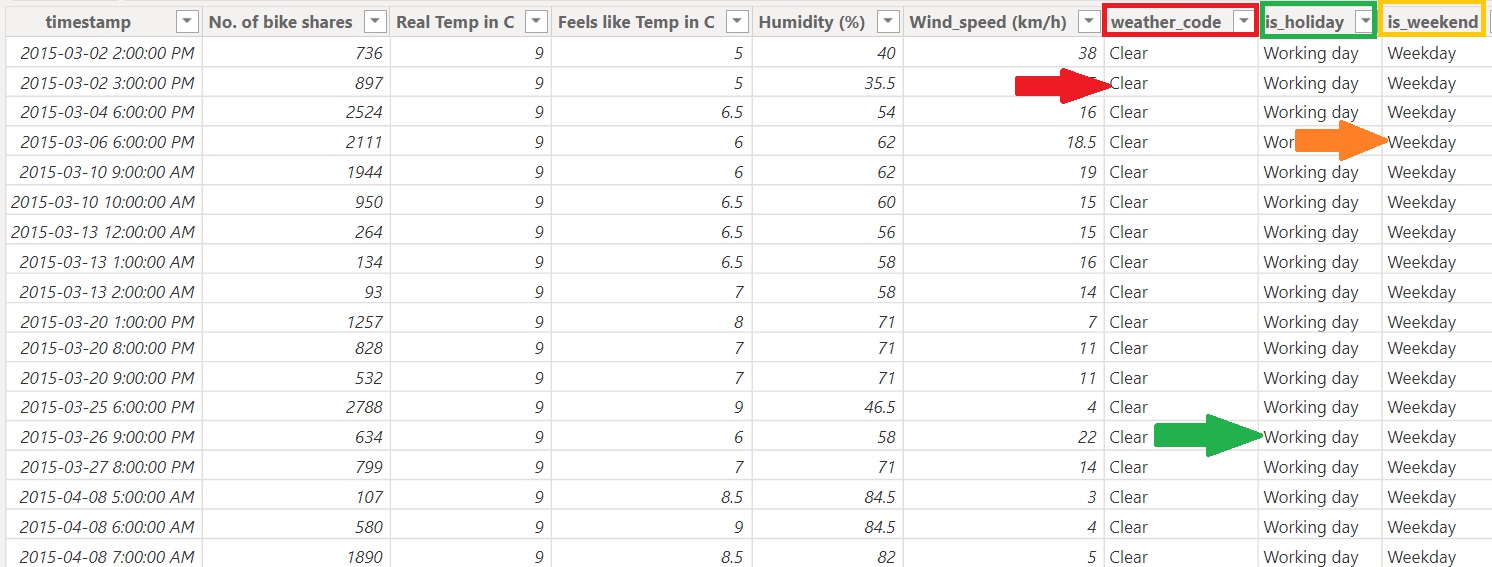 timestamp No. of bike shares Real Temp in C Feels like Temp in C Humidity (%) Wind_speed (km/h) weather_code is_holiday is_weekend
2015-03-02 2:00:00 PM 736 9 5 40 38 Clear Working day Weekday
2015-03-02 3:00:00 PM 897 9 5 35.5 Clear Working day Weekday
2015-03-04 6:00:00 PM 2524 9 6.5 54 16 Clear Working day Weekday
2015-03-06 6:00:00 PM 2111 9 6 62 18.5 Clear Wor Weekday
2015-03-10 9:00:00 AM 1944 9 6 62 19 Clear Working day Weekday
2015-03-10 10:00:00 AM 950 9 6.5 60 15 Clear Working day Weekday
2015-03-13 12:00:00 AM 264 9 6.5 56 15 Clear Working day Weekday
2015-03-13 1:00:00 AM 134 9 6.5 58 16 Clear Working day Weekday
2015-03-13 2:00:00 AM 93 9 7 58 14 Clear Working day Weekday
2015-03-20 1:00:00 PM 1257 9 8 71 7 Clear Working day Weekday
2015-03-20 8:00:00 PM 828 9 7 71 11 Clear Working day Weekday
2015-03-20 9:00:00 PM 532 9 7 71 11 Clear Working day Weekday
2015-03-25 6:00:00 PM 2788 9 9 46.5 4 Clear Working day Weekday
2015-03-26 9:00:00 PM 634 9 6 58 22 Clear Working day Weekday
2015-03-27 8:00:00 PM 799 9 7 71 14 Clear Working day Weekday
2015-04-08 5:00:00 AM 107 9 8.5 84.5 3 Clear Working day Weekday
2015-04-08 6:00:00 AM 580 9 9 84.5 4 Clear Working day Weekday
2015-04-08 7:00:00 AM 1890 9 8.5 82 5 Clear Working day Weekday